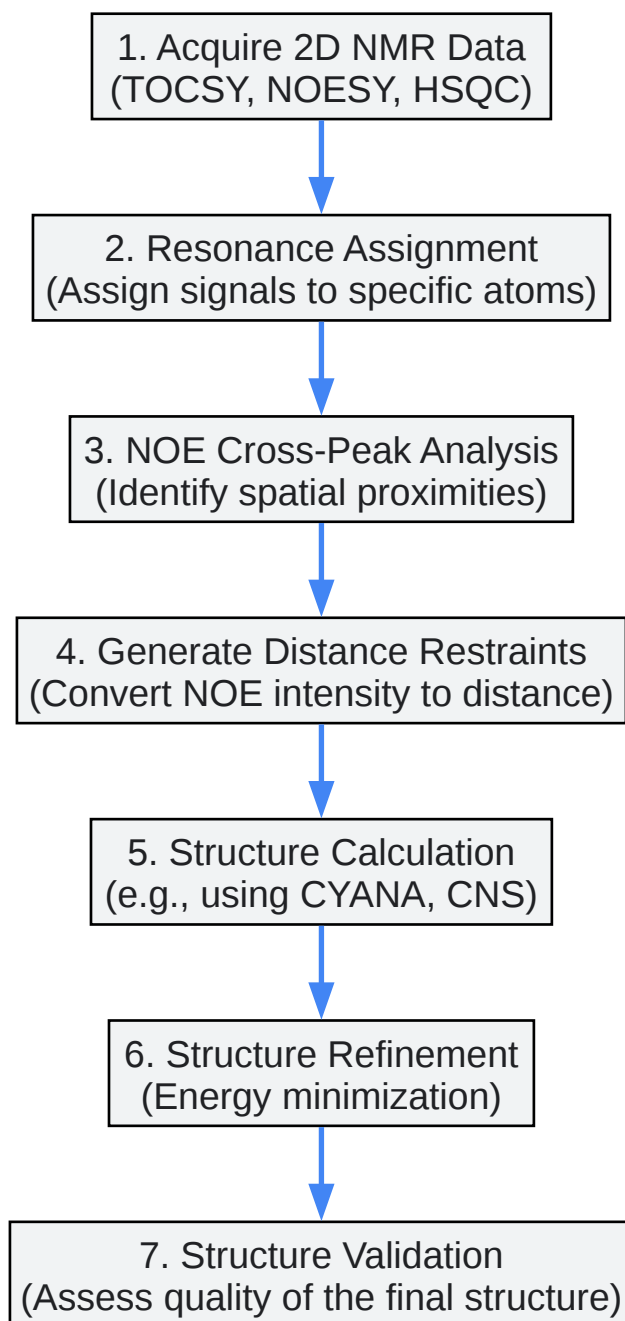 1. Acquire 2D NMR Data
(TOCSY, NOESY, HSQC)
2. Resonance Assignment
(Assign signals to specific atoms)
3. NOE Cross-Peak Analysis
(Identify spatial proximities)
4. Generate Distance Restraints
(Convert NOE intensity to distance)
5. Structure Calculation
(e.g., using CYANA, CNS)
6. Structure Refinement
(Energy minimization)
7. Structure Validation
(Assess quality of the final structure)